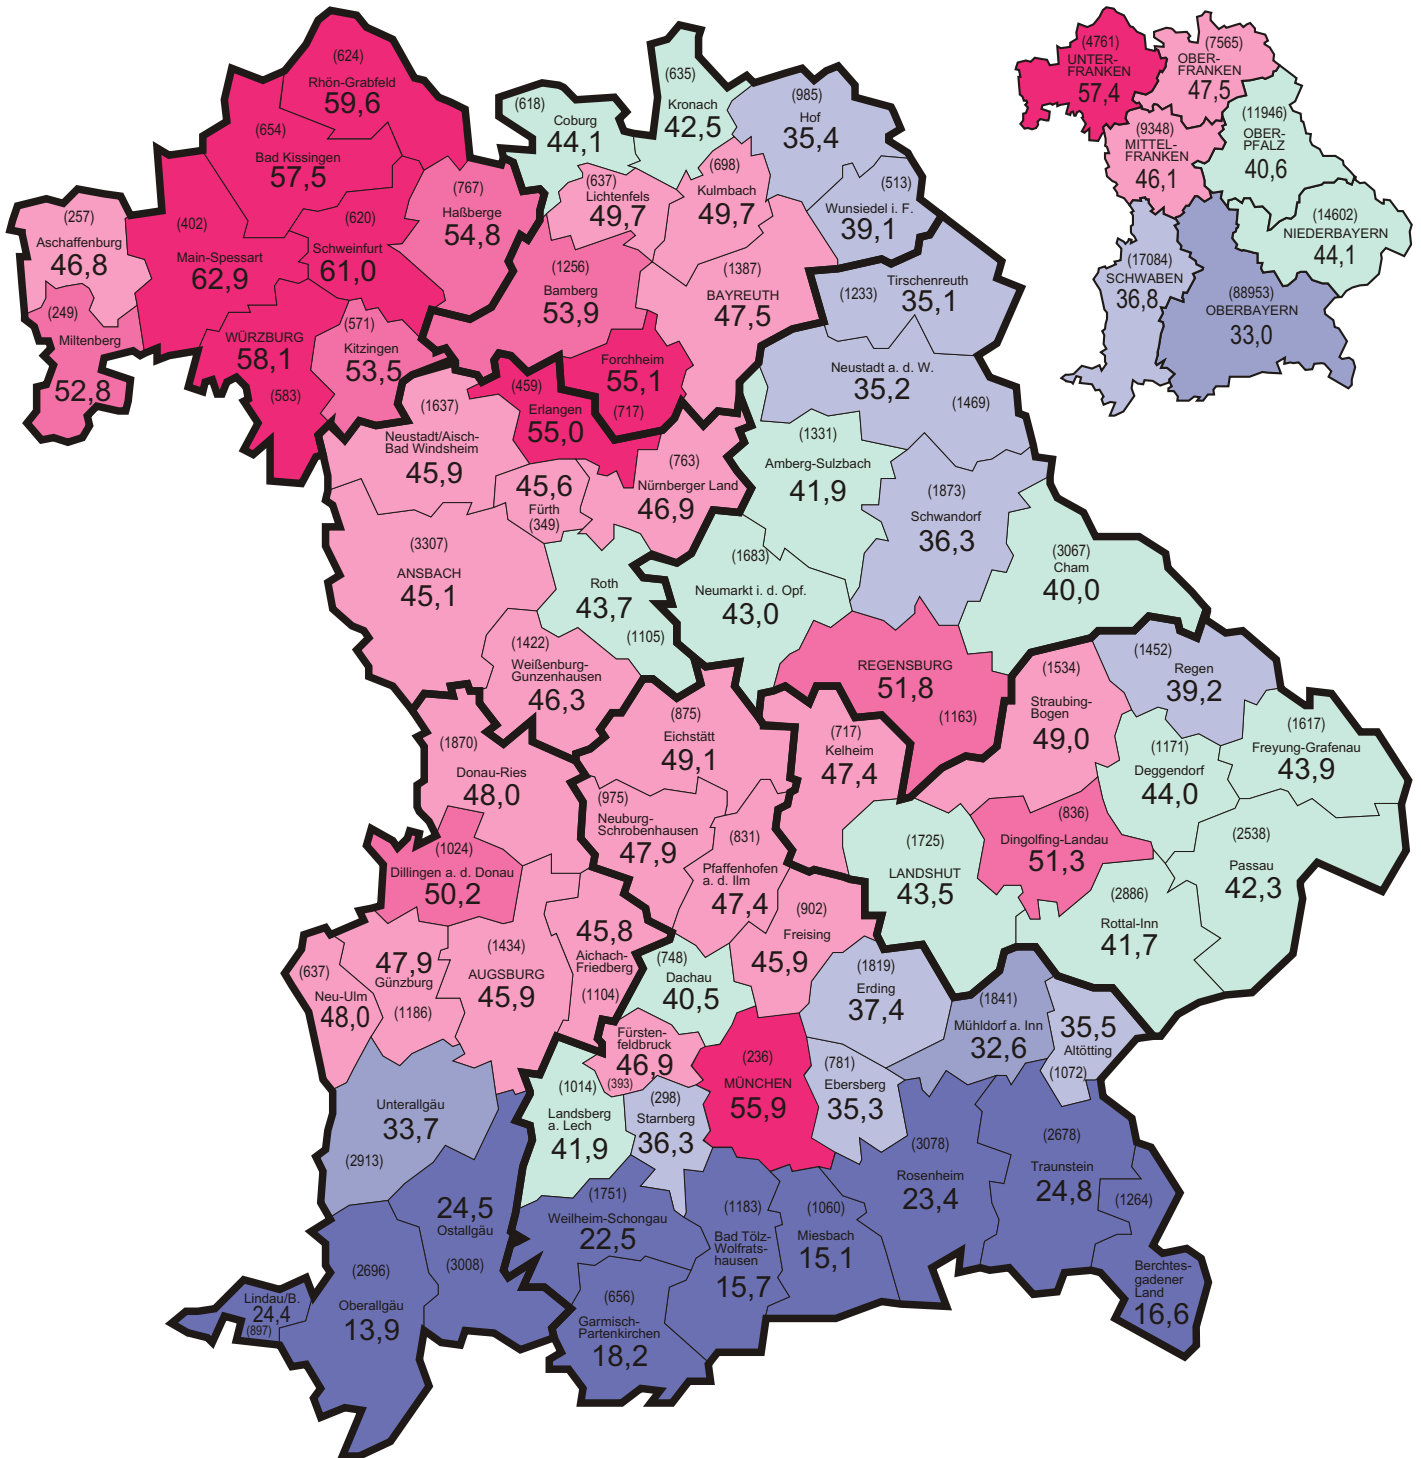 (624)
Rhön-Grabfeld
59,6
(654)
Bad Kissingen
57,5
(767)
Haßberge
54,8
(257)
Aschaffenburg
46,8
(402)
Main-Spessart
62,9
(620)
Schweinfurt
61,0
(249)
Miltenberg
52,8
WÜRZBURG
58,1
(583)
(571)
Kitzingen
53,5
(618)
Coburg
44,1
(635)
Kronach
42,5
(985)
Hof
35,4
(637)
Lichtenfels
49,7
(698)
Kulmbach
49,7
(513)
Wunsiedel i. F.
39,1
(1256)
Bamberg
53,9
(1387)
BAYREUTH
47,5
Forchheim
55,1
(717)
(1233)
Tirschenreuth
35,1
Neustadt a. d. W.
35,2
(1469)
(1331)
Amberg-Sulzbach
41,9
(1873)
Schwandorf
36,3
(3067)
Cham
40,0
(1683)
Neumarkt i. d. Opf.
43,0
REGENSBURG
51,8
(1163)
(459)
Erlangen
55,0
(1637)
Neustadt/Aisch-
Bad Windsheim
45,9
45,6
Fürth
(349)
(763)
Nürnberger Land
46,9
(3307)
ANSBACH
45,1
Roth
43,7
(1105)
(1422)
Weißenburg-
Gunzenhausen
46,3
(875)
Eichstätt
49,1
(717)
Kelheim
47,4
(1534)
Straubing-
Bogen
49,0
(1452)
Regen
39,2
(1617)
Freyung-Grafenau
43,9
(1171)
Deggendorf
44,0
(836)
Dingolfing-Landau
51,3
(2538)
Passau
42,3
(1725)
LANDSHUT
43,5
(2886)
Rottal-Inn
41,7
(1870)
Donau-Ries
48,0
(1024)
Dillingen a. d. Donau
50,2
(975)
Neuburg-
Schrobenhausen
47,9
(831)
Pfaffenhofen
a. d. Ilm
47,4
(902)
Freising
45,9
(637)
Neu-Ulm
48,0
47,9
Günzburg
(1186)
(1434)
AUGSBURG
45,9
45,8
Aichach-
Friedberg
(1104)
(748)
Dachau
40,5
(1819)
Erding
37,4
(1841)
Mühldorf a. Inn
32,6
35,5
Altötting
(1072)
Fürsten-
feldbruck
46,9
(393)
(236)
MÜNCHEN
55,9
(781)
Ebersberg
35,3
(1014)
Landsberg
a. Lech
41,9
(298)
Starnberg
36,3
Unterallgäu
33,7
(2913)
24,5
Ostallgäu
(3008)
(1751)
Weilheim-Schongau
22,5
(1183)
Bad Tölz-
Wolfrats-
hausen
15,7
(1060)
Miesbach
15,1
(3078)
Rosenheim
23,4
(2678)
Traunstein
24,8
(1264)
Berchtes-
gadener
Land
16,6
(656)
Garmisch-
Partenkirchen
18,2
(2696)
Oberallgäu
13,9
Lindau/B.
24,4
(897)
(4761)
UNTER-
FRANKEN
57,4
(7565)
OBER-
FRANKEN
47,5
(11946)
OBER-
PFALZ
40,6
(9348)
MITTEL-
FRANKEN
46,1
(14602)
NIEDERBAYERN
44,1
(17084)
SCHWABEN
36,8
(88953)
OBERBAYERN
33,0